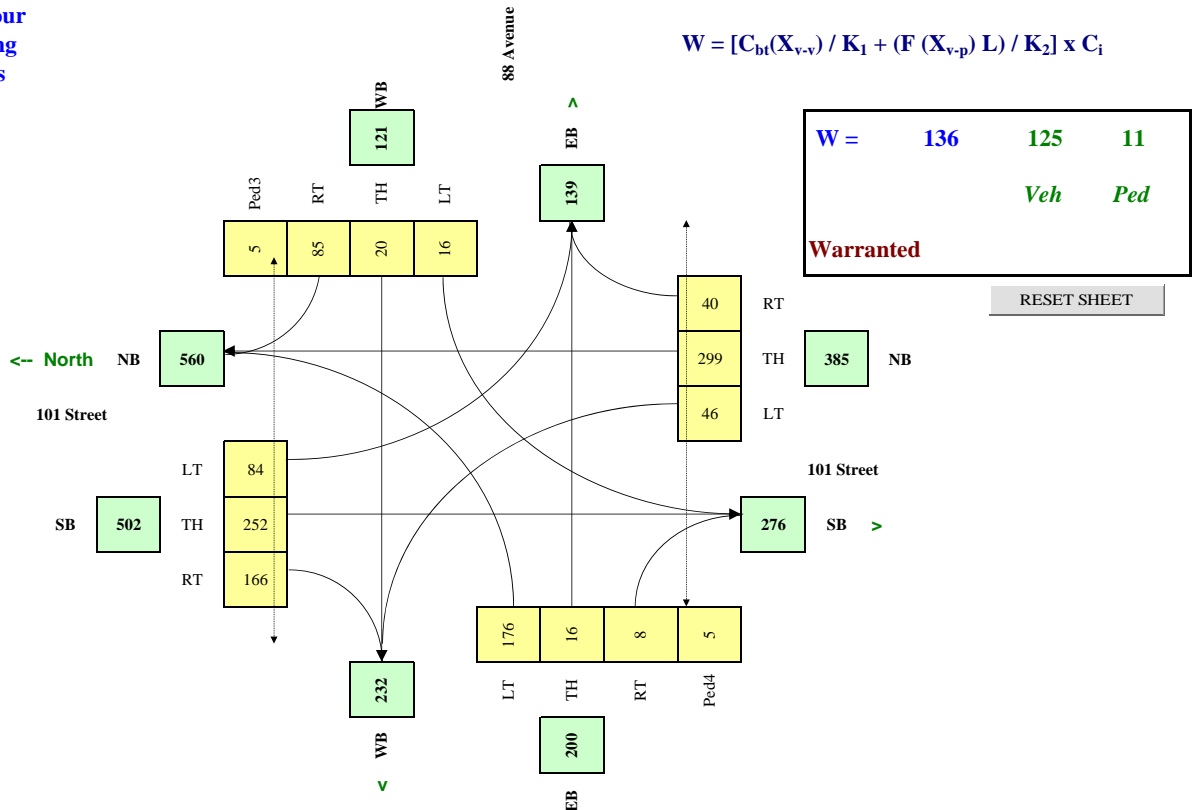 our
ng
s
88 Avenue
W = [Cbt(Xv-v) / K1 + (F (Xv-p) L) / K2] x Ci
WB
121
^
EB
139
W = 136 125 11
Veh Ped
Warranted
RESET SHEET
Ped3 RT TH LT
5 85 20 16
40 RT
299 TH
46 LT
385 NB
<-- North NB 560
101 Street
LT 84
SB 502 TH 252
RT 166
101 Street
276 SB >
176 16 8 5
LT TH RT Ped4
232
WB
v
200
EB